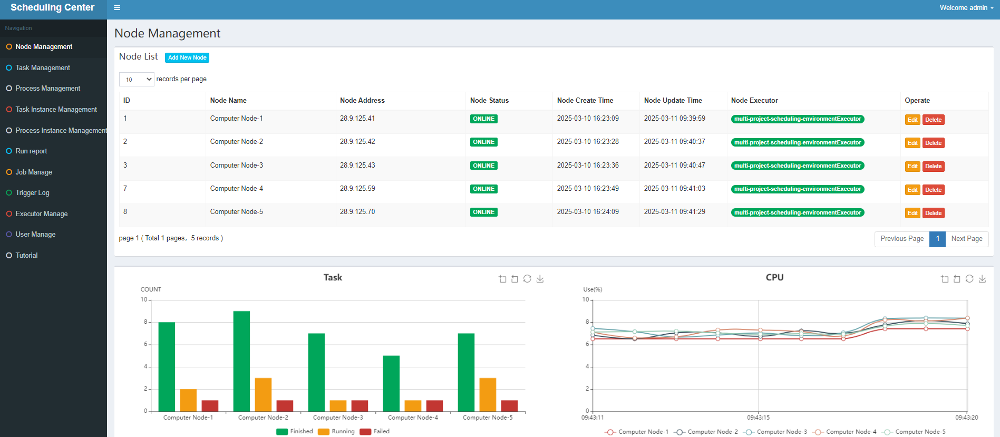 Scheduling Center
Welcome admin
Navigation
Node Management
Task Management
Process Management
Task Instance Management
Process Instance Management
Run report
Job Manage
Trigger Log
Executor Manage
User Manage
Tutorial
Node Management
Node List Add New Node
10 records per page
ID Node Name Node Address Node Status Node Create Time Node Update Time Node Executor Operate
1 Computer Node-1 28.9.125.41 ONLINE 2025-03-10 16:23:09 2025-03-11 09:39:59 multi-project-scheduling-environmentExecutor Edit Delete
2 Computer Node-2 28.9.125.42 ONLINE 2025-03-10 16:23:28 2025-03-11 09:40:37 multi-project-scheduling-environmentExecutor Edit Delete
3 Computer Node-3 28.9.125.43 ONLINE 2025-03-10 16:23:36 2025-03-11 09:40:47 multi-project-scheduling-environmentExecutor Edit Delete
7 Computer Node-4 28.9.125.59 ONLINE 2025-03-10 16:23:49 2025-03-11 09:41:03 multi-project-scheduling-environmentExecutor Edit Delete
8 Computer Node-5 28.9.125.70 ONLINE 2025-03-10 16:24:09 2025-03-11 09:41:29 multi-project-scheduling-environmentExecutor Edit Delete
page 1 ( Total 1 pages，5 records )
Previous Page 1 Next Page
Task
COUNT
10
8
6
4
2
0
Computer Node-1 Computer Node-2 Computer Node-3 Computer Node-4 Computer Node-5
Finished Running Failed
CPU
Use(%)
10
8
6
4
2
0
09:43:11 09:43:15 09:43:20
Computer Node-1 Computer Node-2 Computer Node-3 Computer Node-4 Computer Node-5